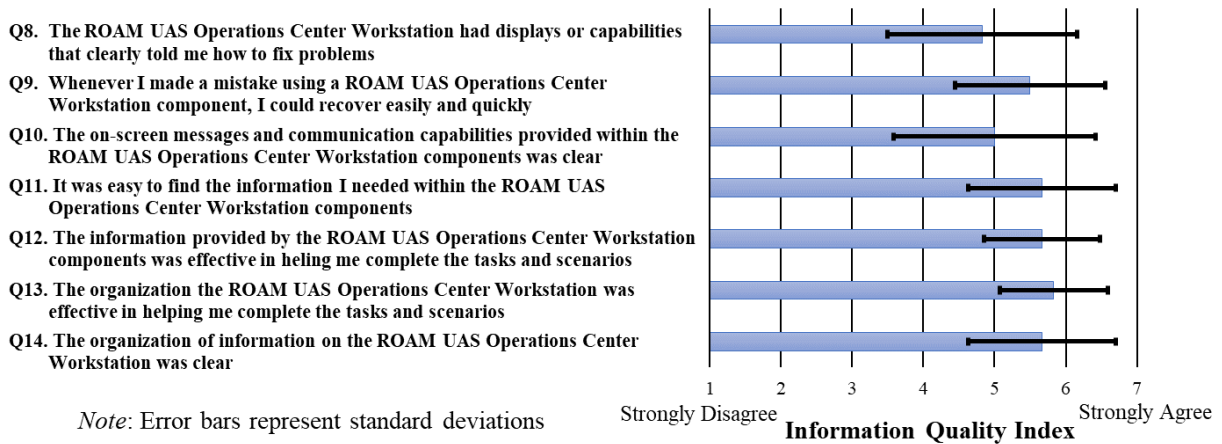 Q8. The ROAM UAS Operations Center Workstation had displays or capabilities
that clearly told me how to fix problems
Q9. Whenever I made a mistake using a ROAM UAS Operations Center
Workstation component, I could recover easily and quickly
Q10. The on-screen messages and communication capabilities provided within the
ROAM UAS Operations Center Workstation components was clear
Q11. It was easy to find the information I needed within the ROAM UAS
Operations Center Workstation components
Q12. The information provided by the ROAM UAS Operations Center Workstation
components was effective in heling me complete the tasks and scenarios
Q13. The organization the ROAM UAS Operations Center Workstation was
effective in helping me complete the tasks and scenarios
Q14. The organization of information on the ROAM UAS Operations Center
Workstation was clear
1 2 3 4 5 6 7
Strongly Disagree Strongly Agree
Information Quality Index
Note: Error bars represent standard deviations